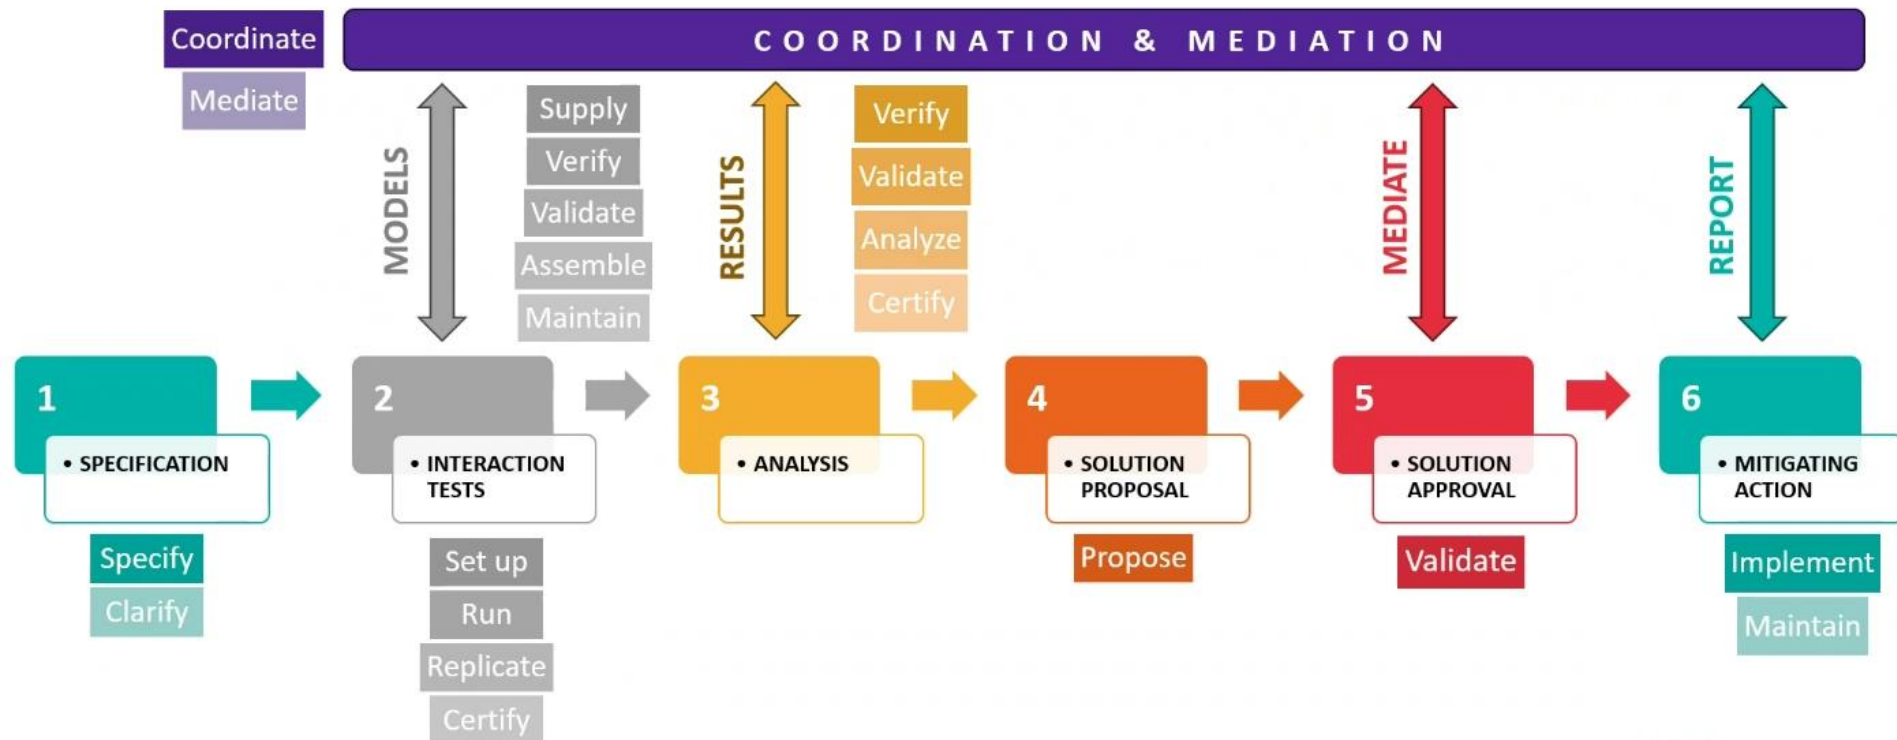 Coordinate
COORDINATION & MEDIATION
Mediate
MODELS
Supply
Verify
Validate
Assemble
Maintain
RESULTS
Verify
Validate
Analyze
Certify
MEDIATE
REPORT
1
• SPECIFICATION
Specify
Clarify
2
• INTERACTION
TESTS
Set up
Run
Replicate
Certify
3
• ANALYSIS
4
• SOLUTION
PROPOSAL
Propose
5
• SOLUTION
APPROVAL
Validate
6
• MITIGATING
ACTION
Implement
Maintain